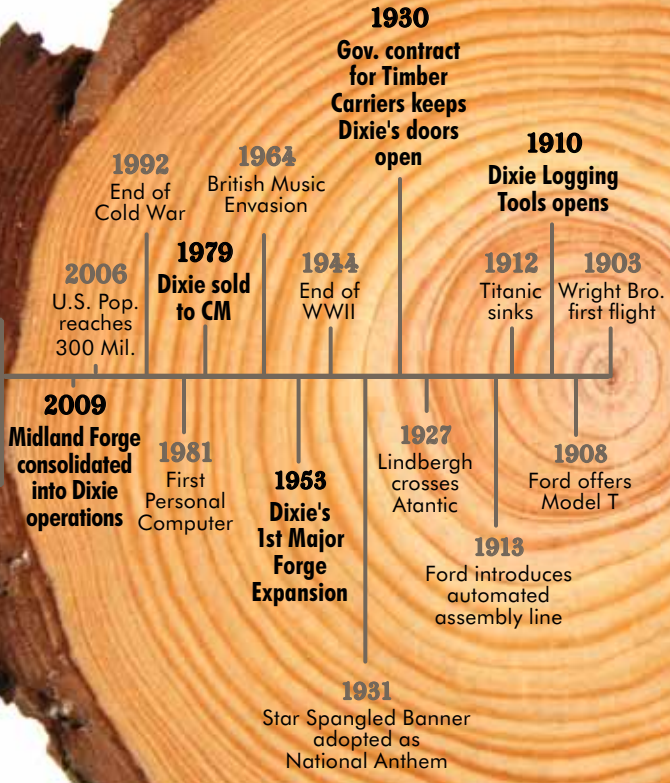 1930
Gov. contract
for Timber
Carriers keeps
Dixie's doors
open
1910
Dixie Logging
Tools opens
1992
End of
Cold War
1964
British Music
Envasion
1979
Dixie sold
to CM
2006
U.S. Pop.
reaches
300 Mil.
1944
End of
WWII
1912
Titanic
sinks
1903
Wright Bro.
first flight
2009
Midland Forge
consolidated
into Dixie
operations
1981
First
Personal
Computer
1953
Dixie's
1st Major
Forge
Expansion
1927
Lindbergh
crosses
Atantic
1908
Ford offers
Model T
1913
Ford introduces
automated
assembly line
1931
Star Spangled Banner
adopted as
National Anthem